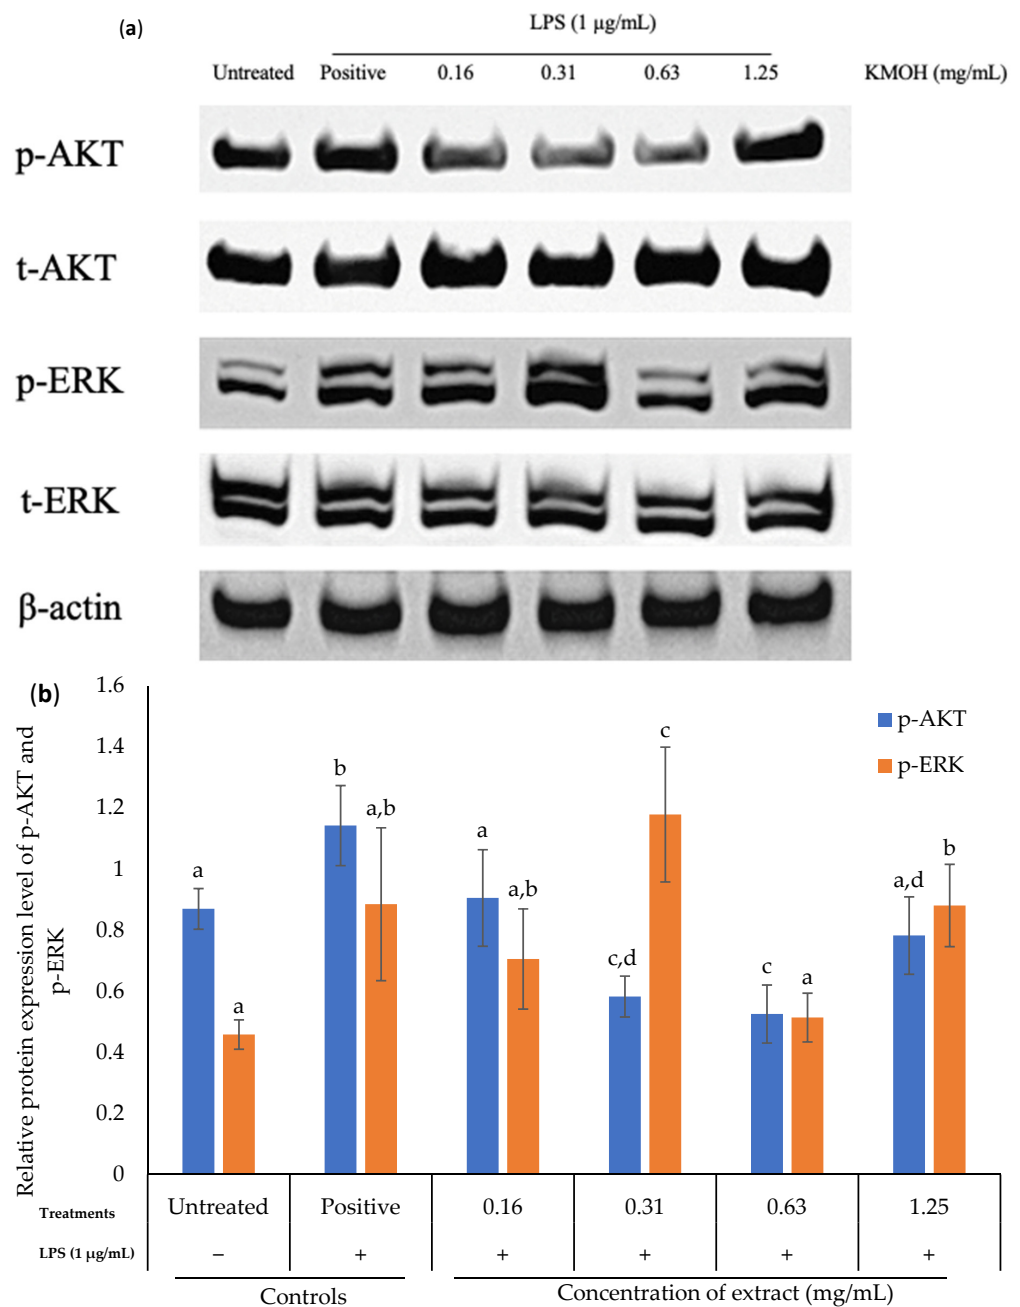 (a)
LPS (1 µg/mL)
Untreated Positive 0.16 0.31 0.63 1.25 KMOH (mg/mL)
p-AKT
t-AKT
p-ERK
t-ERK
β-actin
(b)
Relative protein expression level of p-AKT and
p-ERK
1.6
1.4
1.2
1
0.8
0.6
0.4
0.2
0
p-AKT
p-ERK
a
a
b
a,b
a
a,b
c,d
c
c
a
a,d
b
Treatments Untreated Positive 0.16 0.31 0.63 1.25
LPS (1 µg/mL) – + + + + +
Controls Concentration of extract (mg/mL)